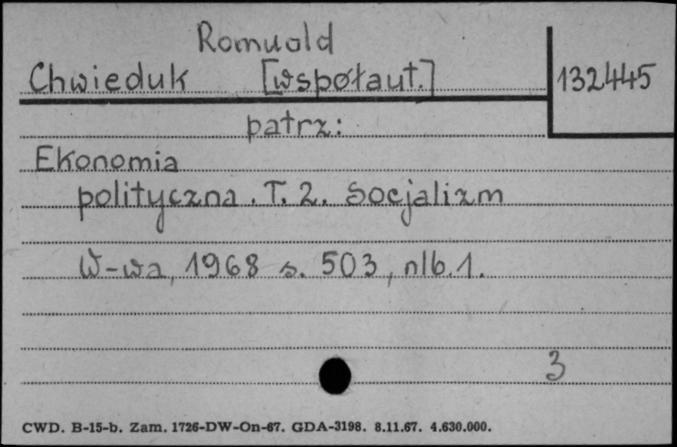 Romuald
Chwieduk [współaut.] 132445
patrz:
Ekonomia
polityczna. T. 2. Socjalizm
W-wa, 1968 s. 503, nlb. 1.
3
CWD. B-15-b. Zam. 1726-DW-On-67. GDA-3198. 8.11.67. 4.630.000.